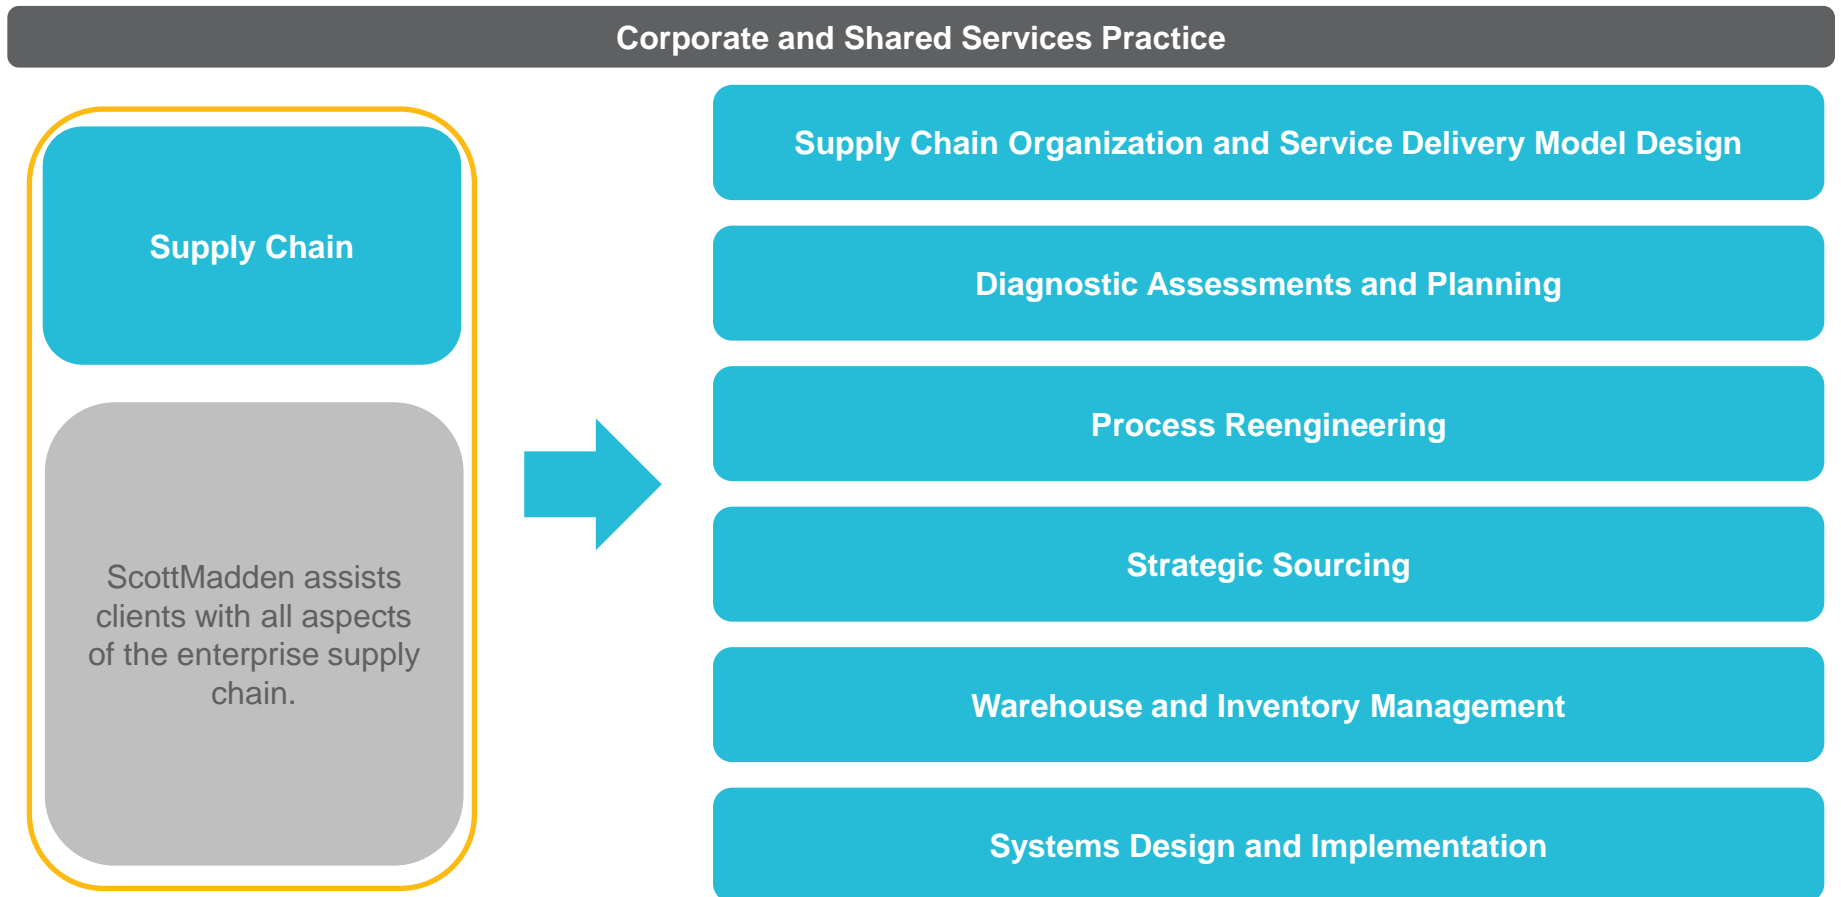 Corporate and Shared Services Practice
Supply Chain
ScottMadden assists
clients with all aspects
of the enterprise supply
chain.
Supply Chain Organization and Service Delivery Model Design
Diagnostic Assessments and Planning
Process Reengineering
Strategic Sourcing
Warehouse and Inventory Management
Systems Design and Implementation